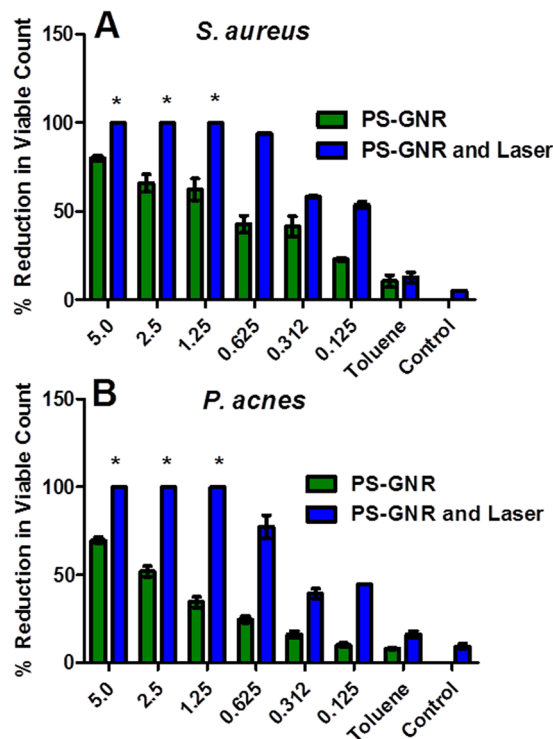 A
S. aureus
% Reduction in Viable Count
150
100
50
0
* * *
PS-GNR
PS-GNR and Laser
5.0 2.5 1.25 0.625 0.312 0.125 Toluene Control
B
P. acnes
% Reduction in Viable Count
150
100
50
0
* * *
PS-GNR
PS-GNR and Laser
5.0 2.5 1.25 0.625 0.312 0.125 Toluene Control